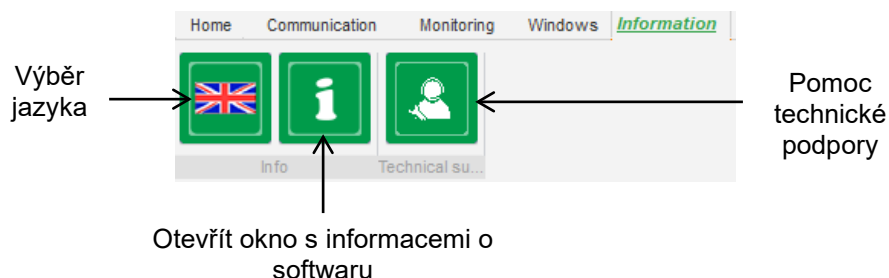 Home Communication Monitoring Windows Information
Výběr
jazyka
i
Pomoc
technické
podpory
Info Technical su...
Otevřít okno s informacemi o
softwaru